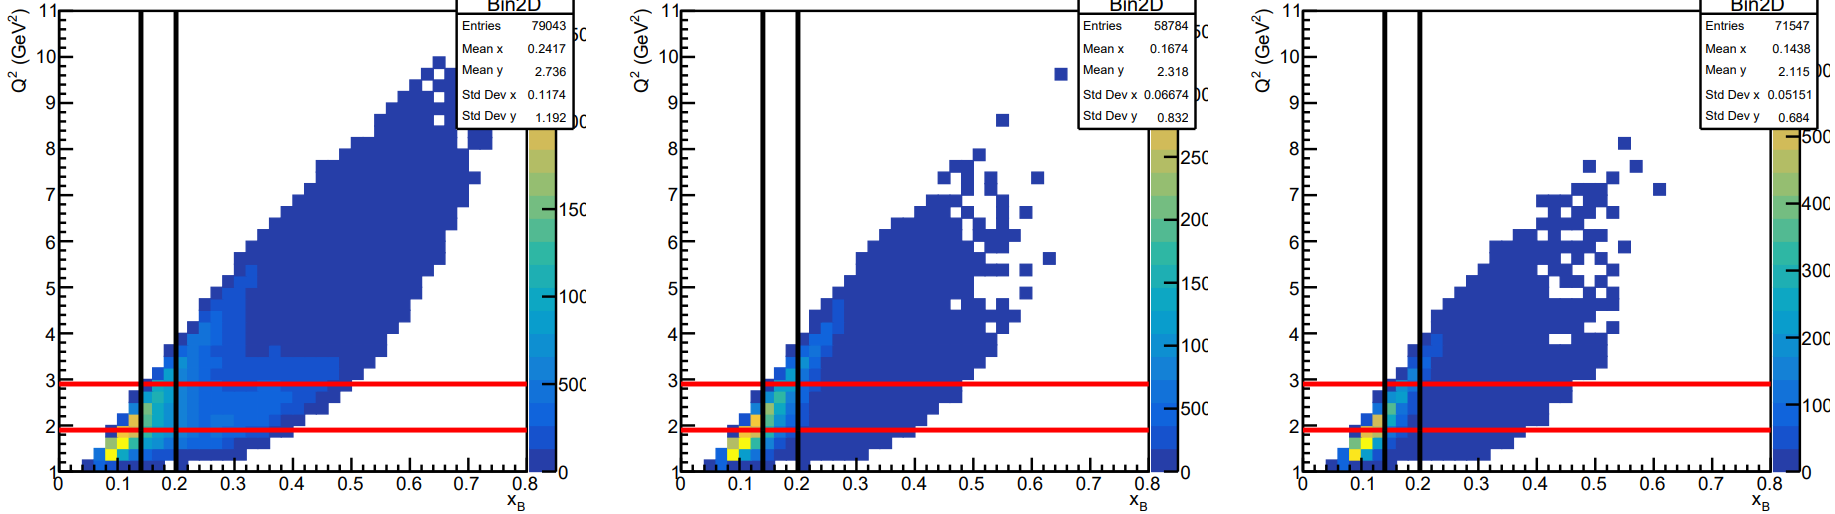 Bin2D
Entries 79043
Mean x 0.2417
Mean y 2.736
Std Dev x 0.1174
Std Dev y 1.192
Q² (GeV²)
11
10
9
8
7
6
5
4
3
2
1
0 0.1 0.2 0.3 0.4 0.5 0.6 0.7 0.8
x_B
150
100
500
0
Bin2D
Entries 58784
Mean x 0.1674
Mean y 2.318
Std Dev x 0.06674
Std Dev y 0.832
Q² (GeV²)
11
10
9
8
7
6
5
4
3
2
1
0 0.1 0.2 0.3 0.4 0.5 0.6 0.7 0.8
x_B
250
200
150
100
500
0
Bin2D
Entries 71547
Mean x 0.1438
Mean y 2.115
Std Dev x 0.05151
Std Dev y 0.684
Q² (GeV²)
11
10
9
8
7
6
5
4
3
2
1
0 0.1 0.2 0.3 0.4 0.5 0.6 0.7 0.8
x_B
500
400
300
200
100
0